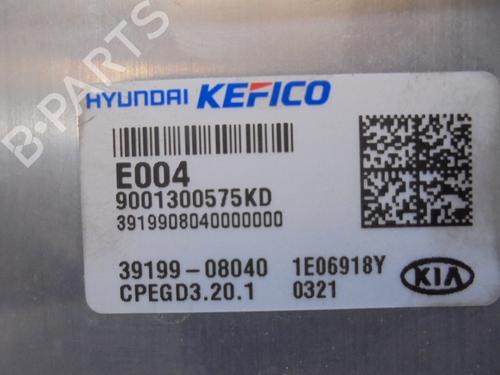 B-PARTS
HYUNDAI KEFICO
E004
9001300575KD
3919908040000000
39199-08040 1E06918Y
CPEGD3.20.1 0321
KIA